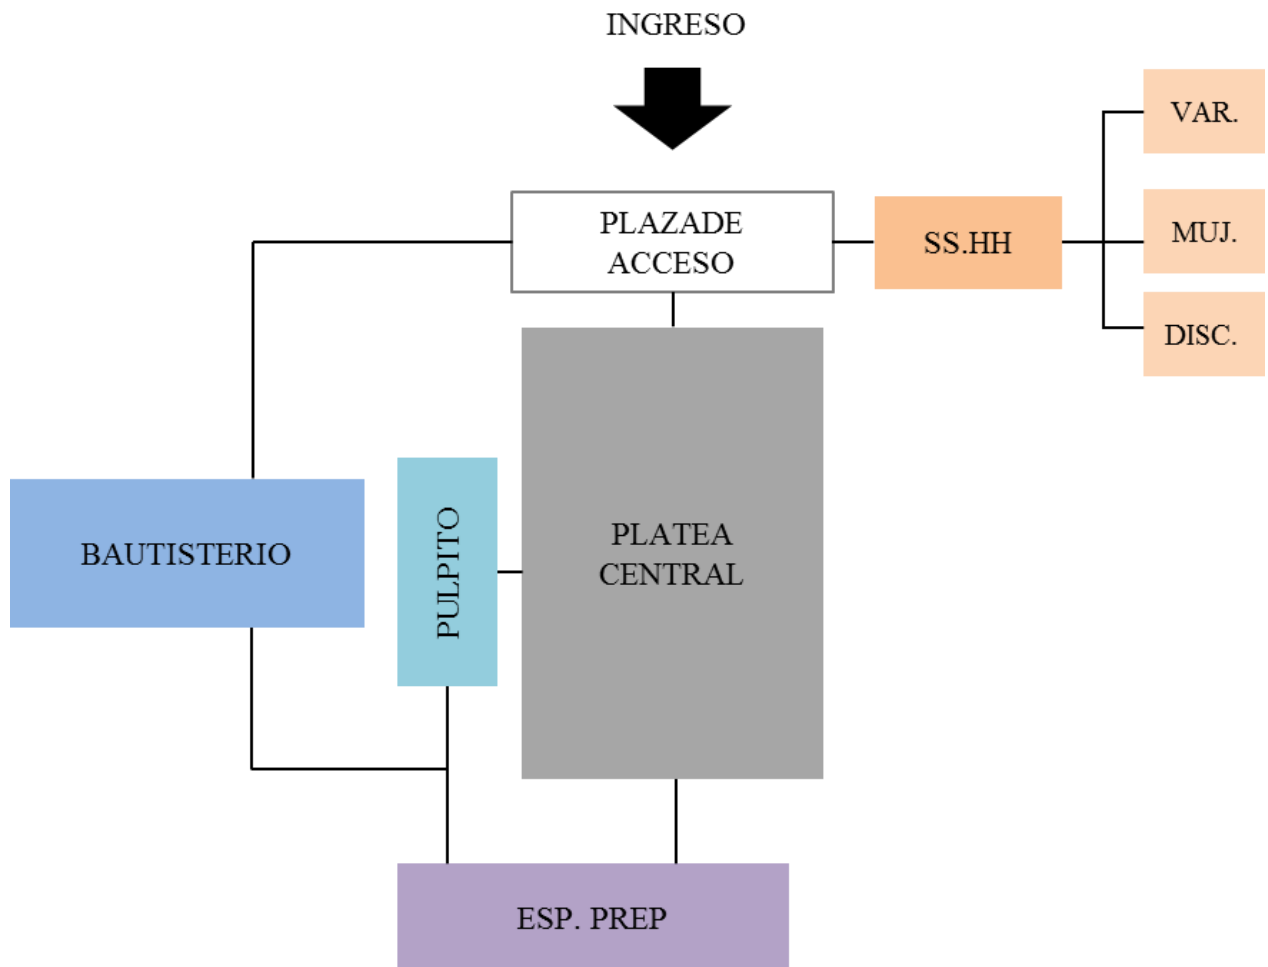 INGRESO
VAR.
PLAZADE
ACCESO
SS.HH
MUJ.
DISC.
BAUTISTERIO
PULPITO
PLATEA
CENTRAL
ESP. PREP